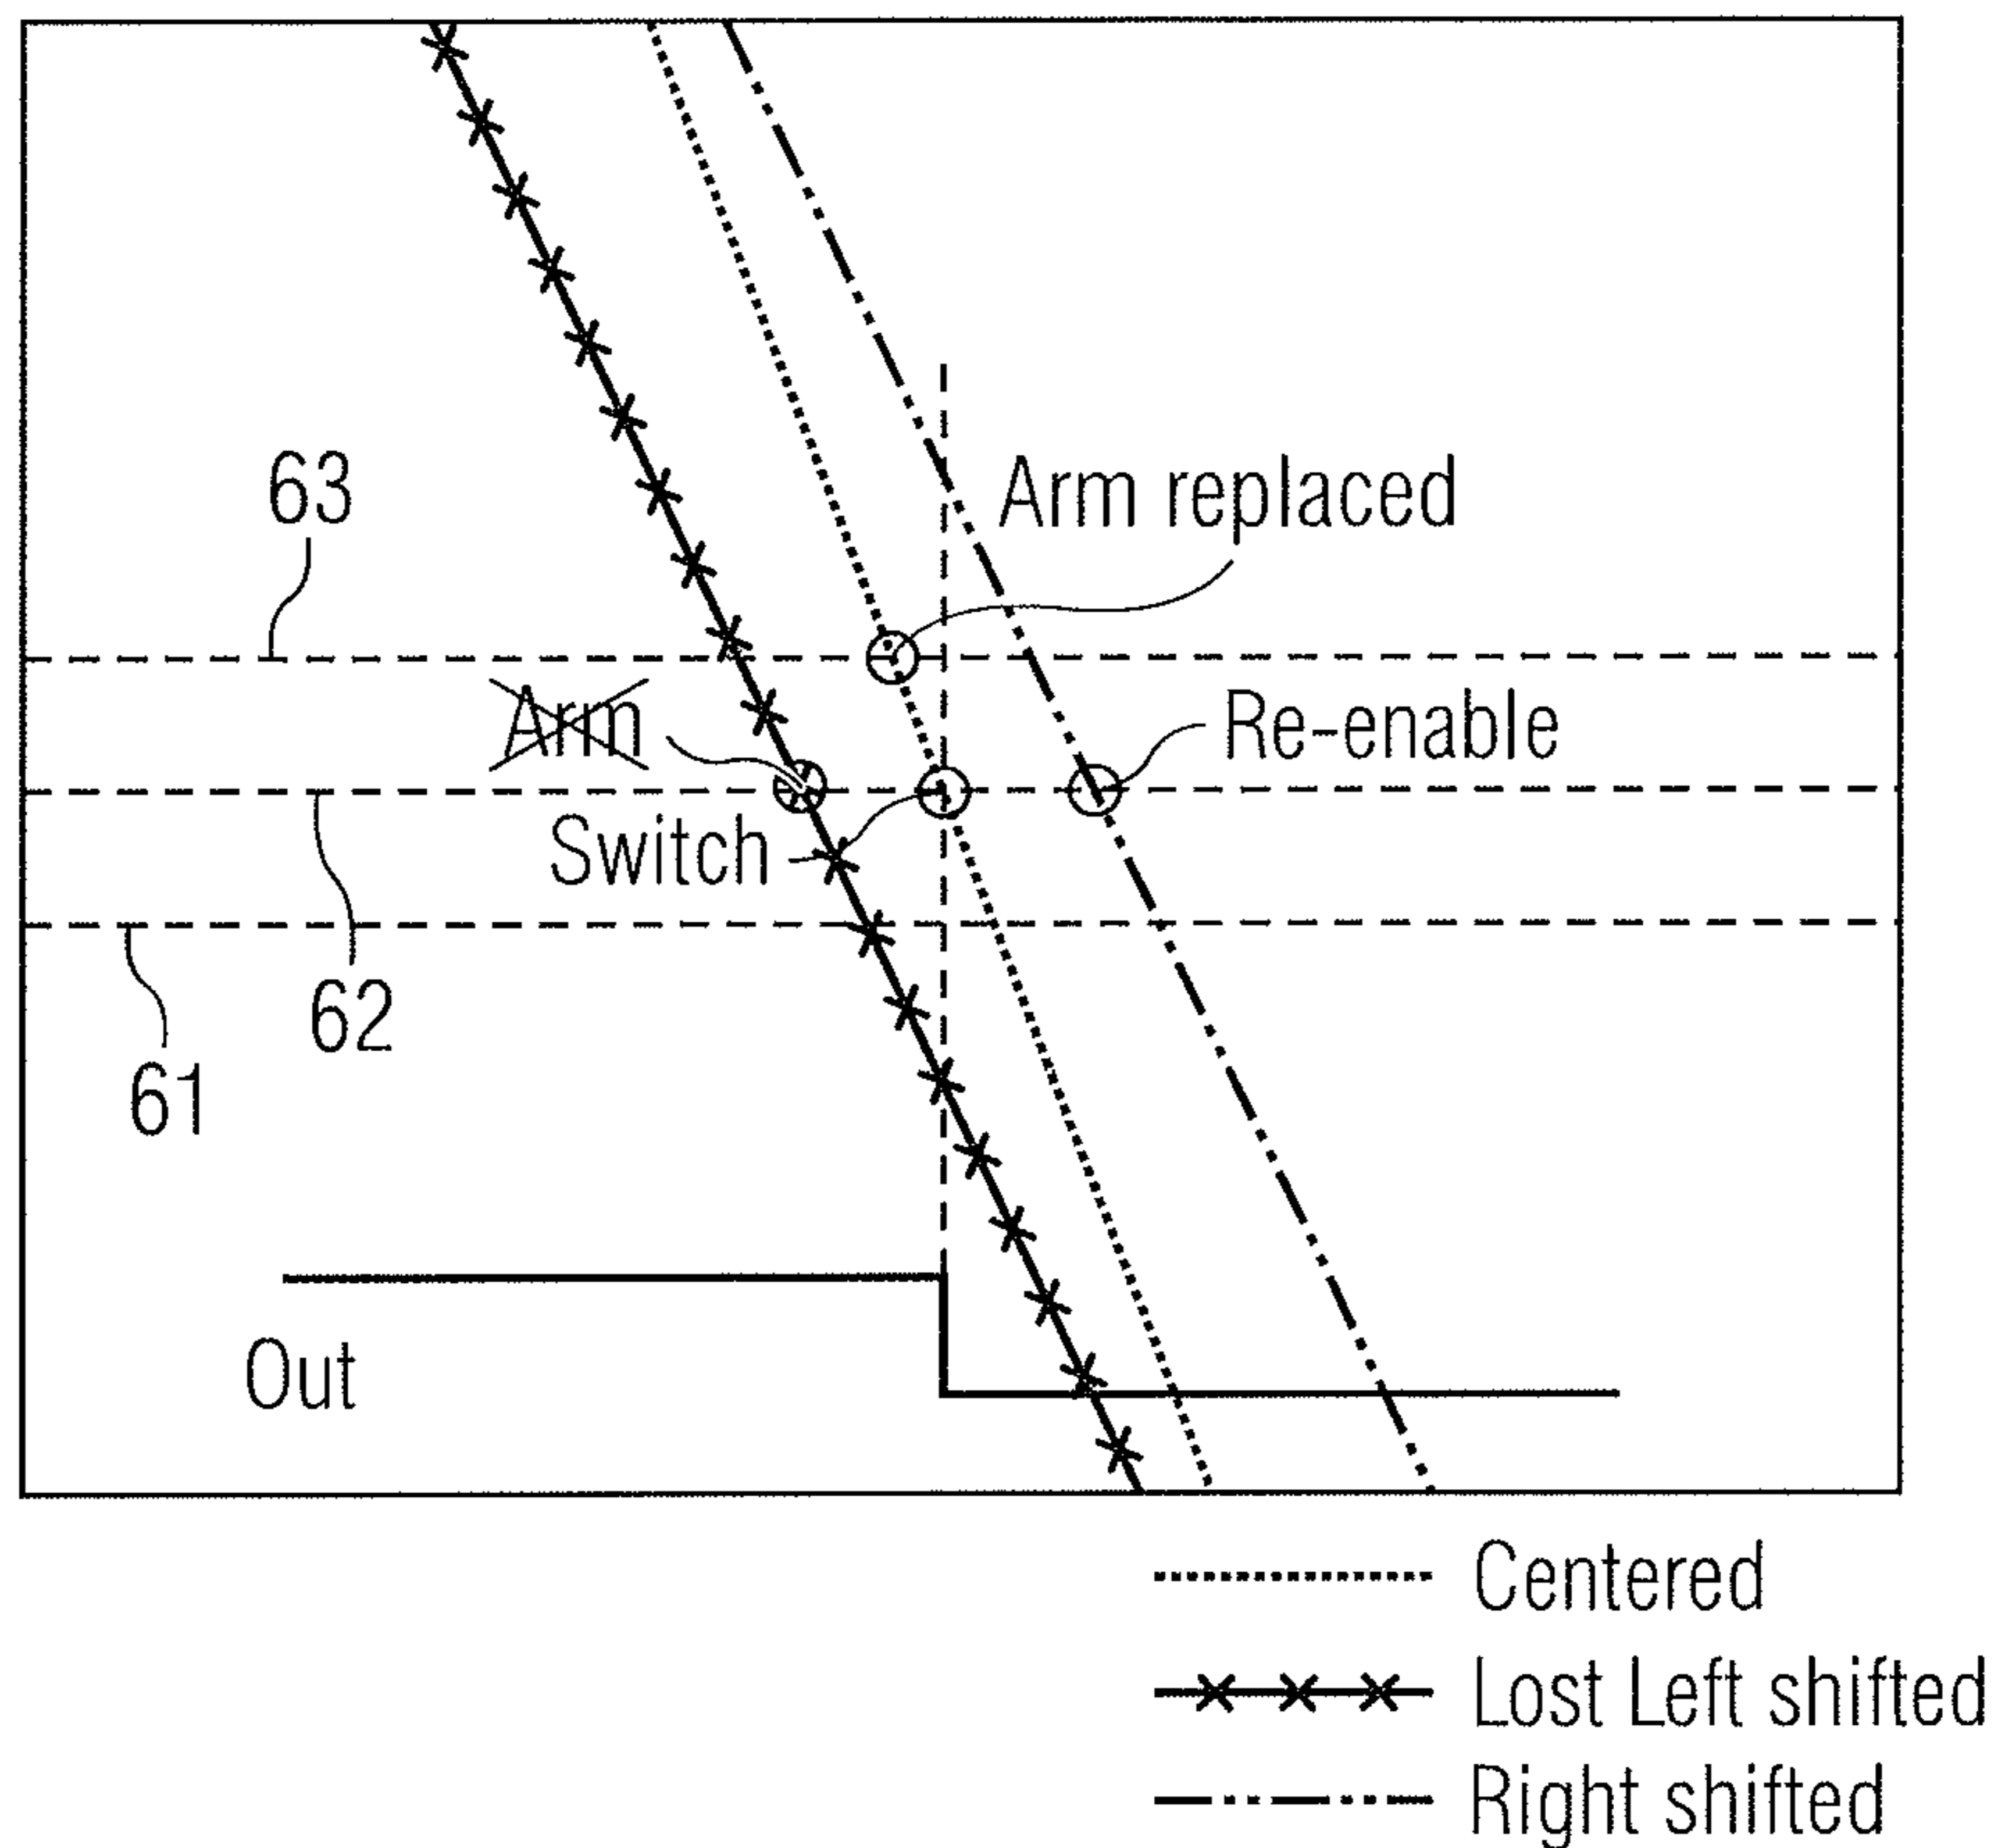 63
Arm replaced
Arm
Re-enable
Switch
62
61
Out
Centered
Lost Left shifted
Right shifted